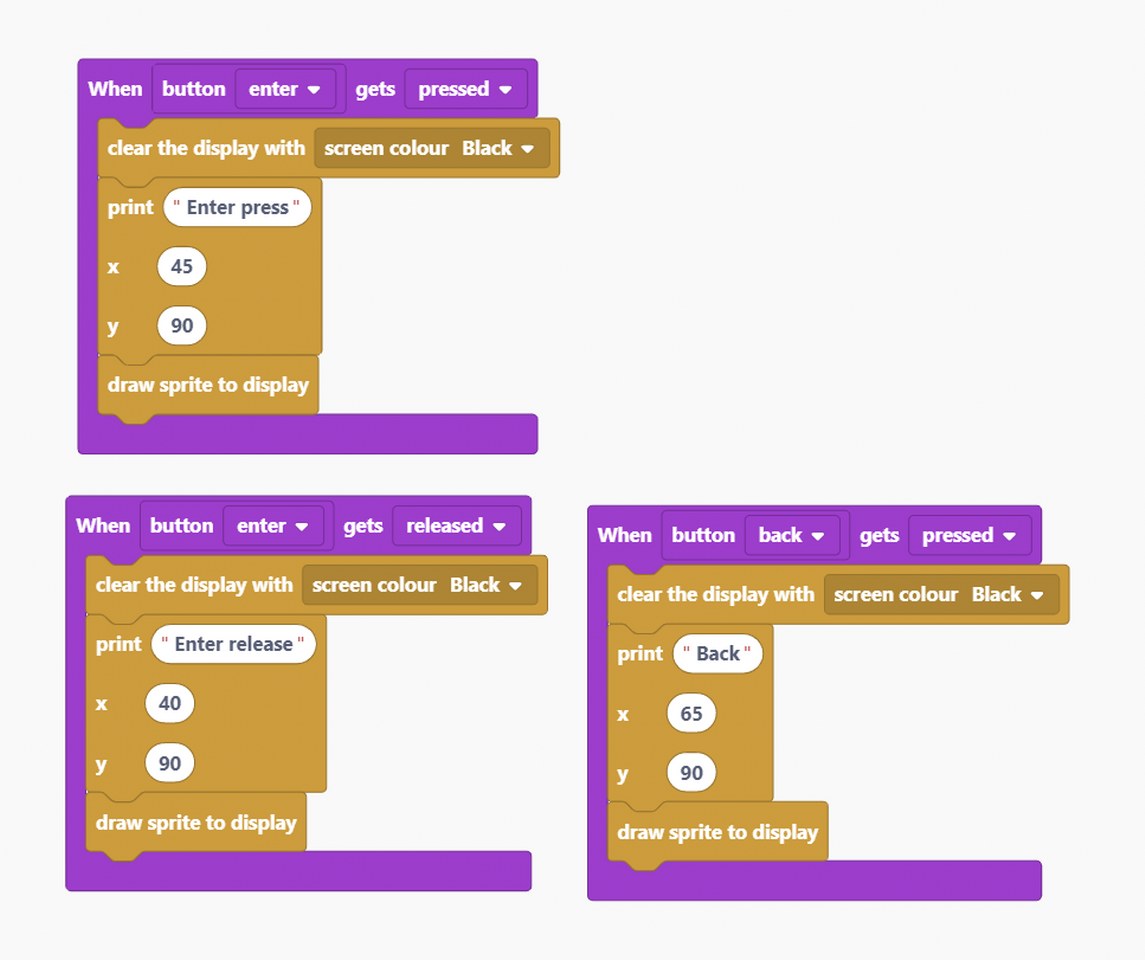 When button enter gets pressed
clear the display with screen colour Black
print " Enter press "
x 45
y 90
draw sprite to display
When button enter gets released
clear the display with screen colour Black
print " Enter release "
x 40
y 90
draw sprite to display
When button back gets pressed
clear the display with screen colour Black
print " Back "
x 65
y 90
draw sprite to display